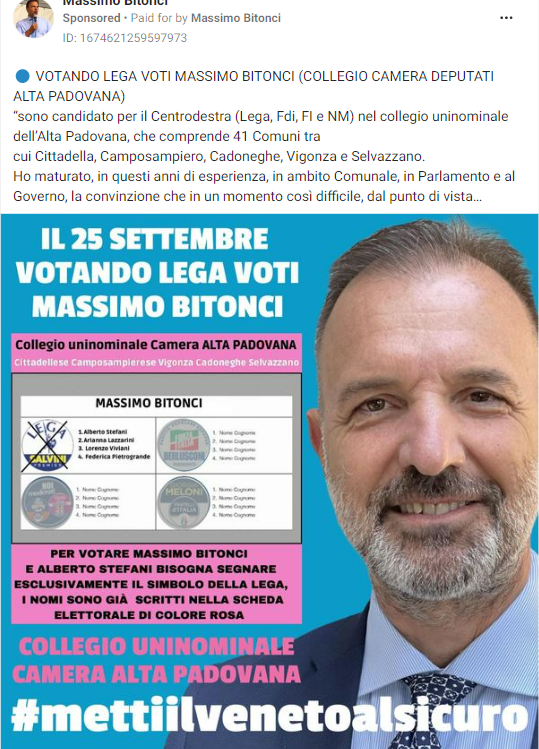 Massimo Bitonci
Sponsored • Paid for by Massimo Bitonci
ID: 1674621259597973
VOTANDO LEGA VOTI MASSIMO BITONCI (COLLEGIO CAMERA DEPUTATI
ALTA PADOVANA)
“sono candidato per il Centrodestra (Lega, Fdi, FI e NM) nel collegio uninominale
dell’Alta Padovana, che comprende 41 Comuni tra
cui Cittadella, Camposampiero, Cadoneghe, Vigonza e Selvazzano.
Ho maturato, in questi anni di esperienza, in ambito Comunale, in Parlamento e al
Governo, la convinzione che in un momento così difficile, dal punto di vista...
IL 25 SETTEMBRE
VOTANDO LEGA VOTI
MASSIMO BITONCI
Collegio uninominale Camera ALTA PADOVANA
Cittadellese Camposampierese Vigonza Cadoneghe Selvazzano
MASSIMO BITONCI
LEGA
SALVINI
PREMIER
1. Alberto Stefani
2. Arianna Lazzarini
3. Lorenzo Viviani
4. Federica Pietrogrande
BERLUSCONI
1. Nome Cognome
2. Nome Cognome
3. Nome Cognome
4. Nome Cognome
1. Nome Cognome
2. Nome Cognome
3. Nome Cognome
4. Nome Cognome
MELONI
1. Nome Cognome
2. Nome Cognome
3. Nome Cognome
4. Nome Cognome
PER VOTARE MASSIMO BITONCI
E ALBERTO STEFANI BISOGNA SEGNARE
ESCLUSIVAMENTE IL SIMBOLO DELLA LEGA,
I NOMI SONO GIÀ SCRITTI NELLA SCHEDA
ELETTORALE DI COLORE ROSA
COLLEGIO UNINOMINALE
CAMERA ALTA PADOVANA
#mettiilvenetoalsicuro